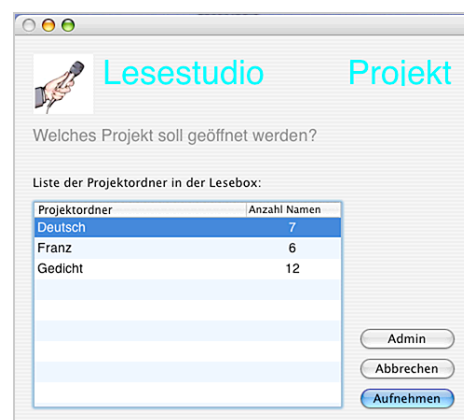 Lesestudio Projekt
Welches Projekt soll geöffnet werden?
Liste der Projektordner in der Lesebox:
Projektordner Anzahl Namen
Deutsch 7
Franz 6
Gedicht 12
Admin
Abbrechen
Aufnehmen